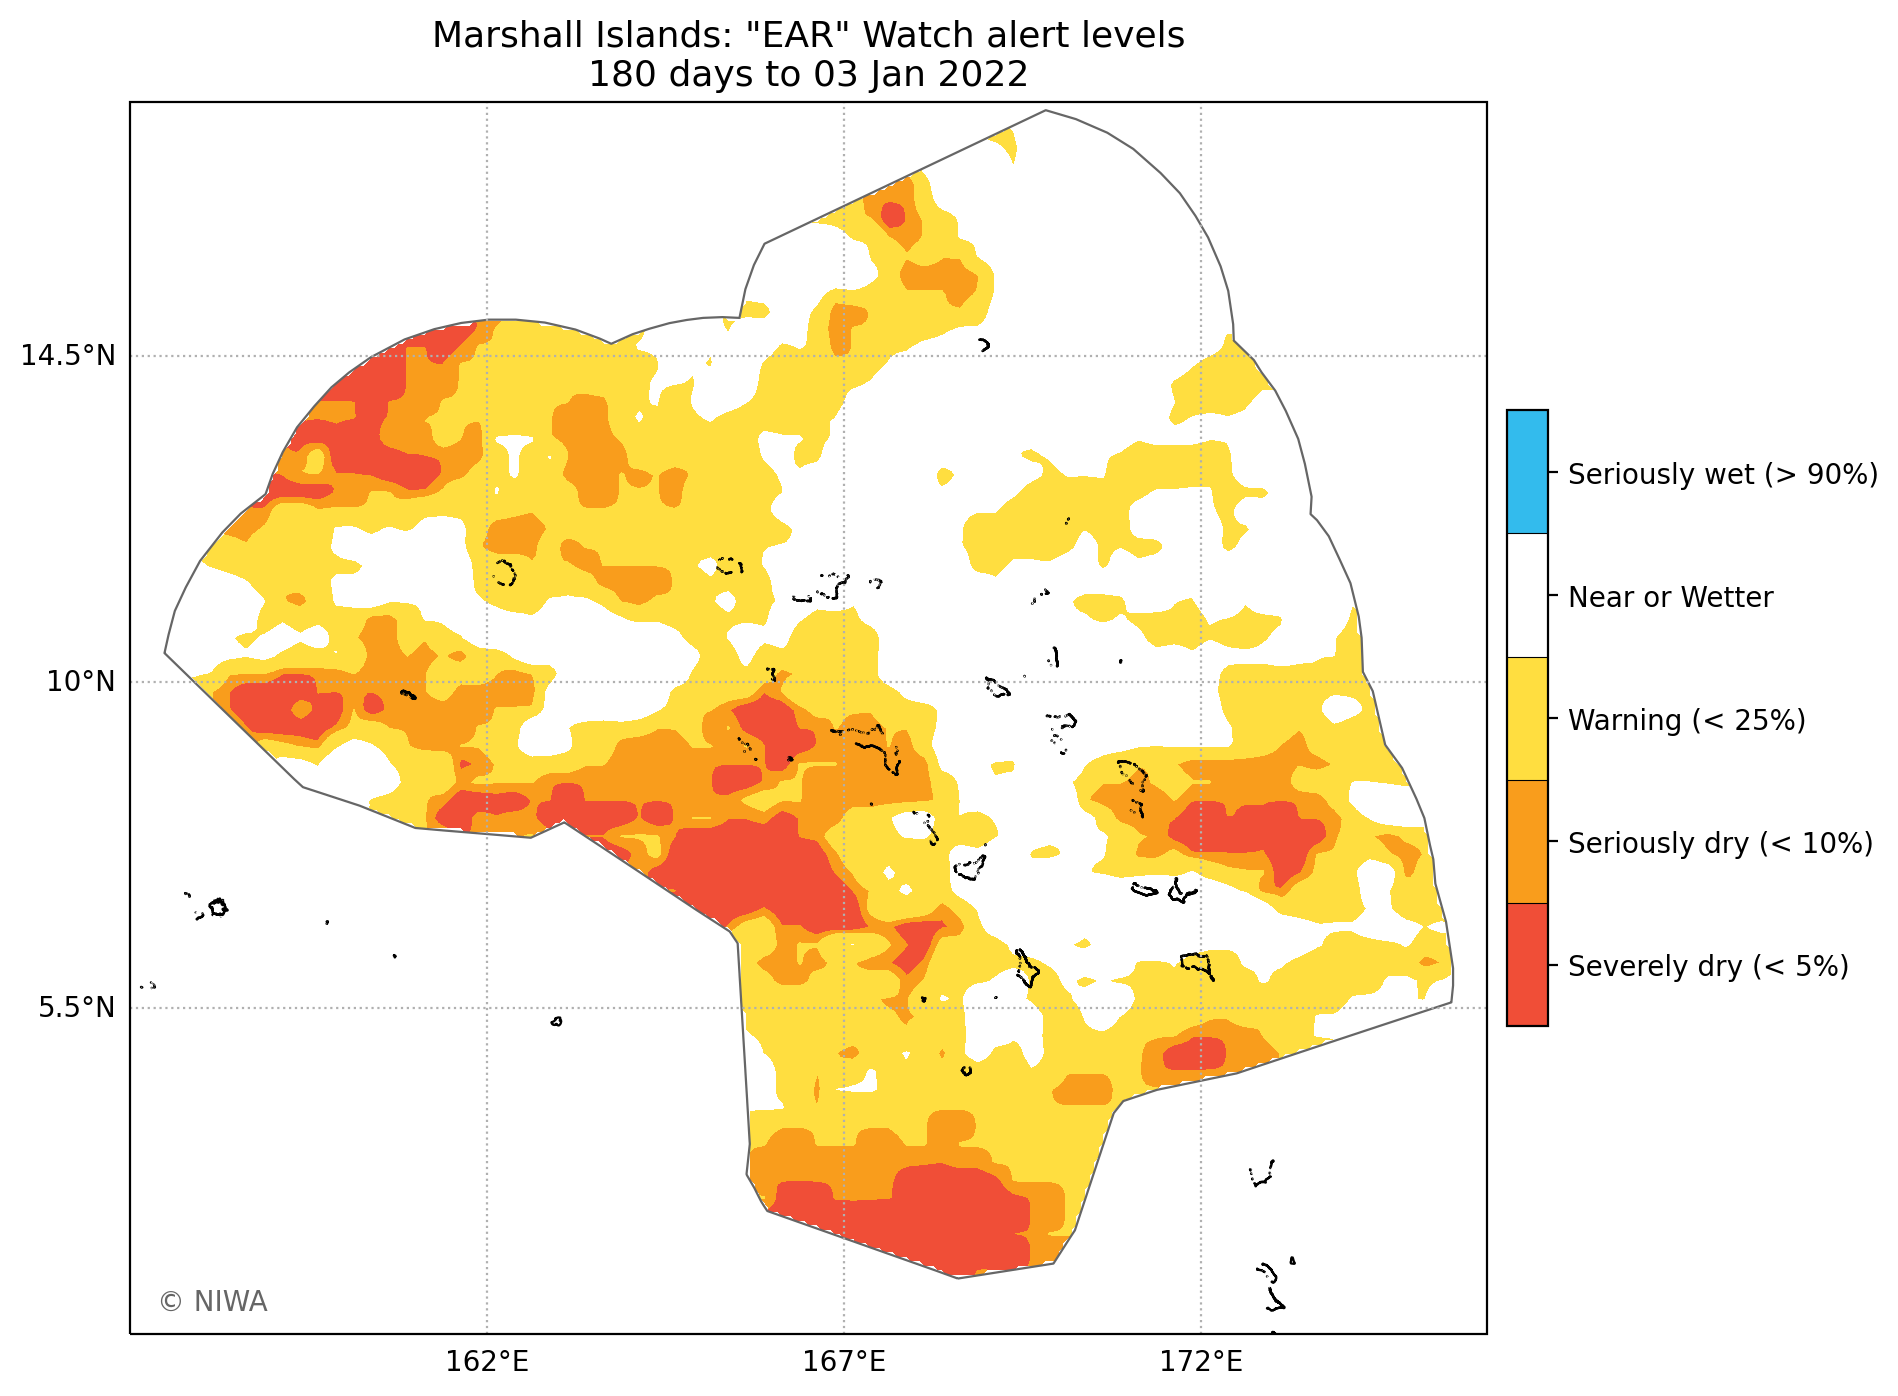 Marshall Islands: "EAR" Watch alert levels
180 days to 03 Jan 2022
14.5°N
10°N
5.5°N
162°E
167°E
172°E
Seriously wet (> 90%)
Near or Wetter
Warning (< 25%)
Seriously dry (< 10%)
Severely dry (< 5%)
© NIWA